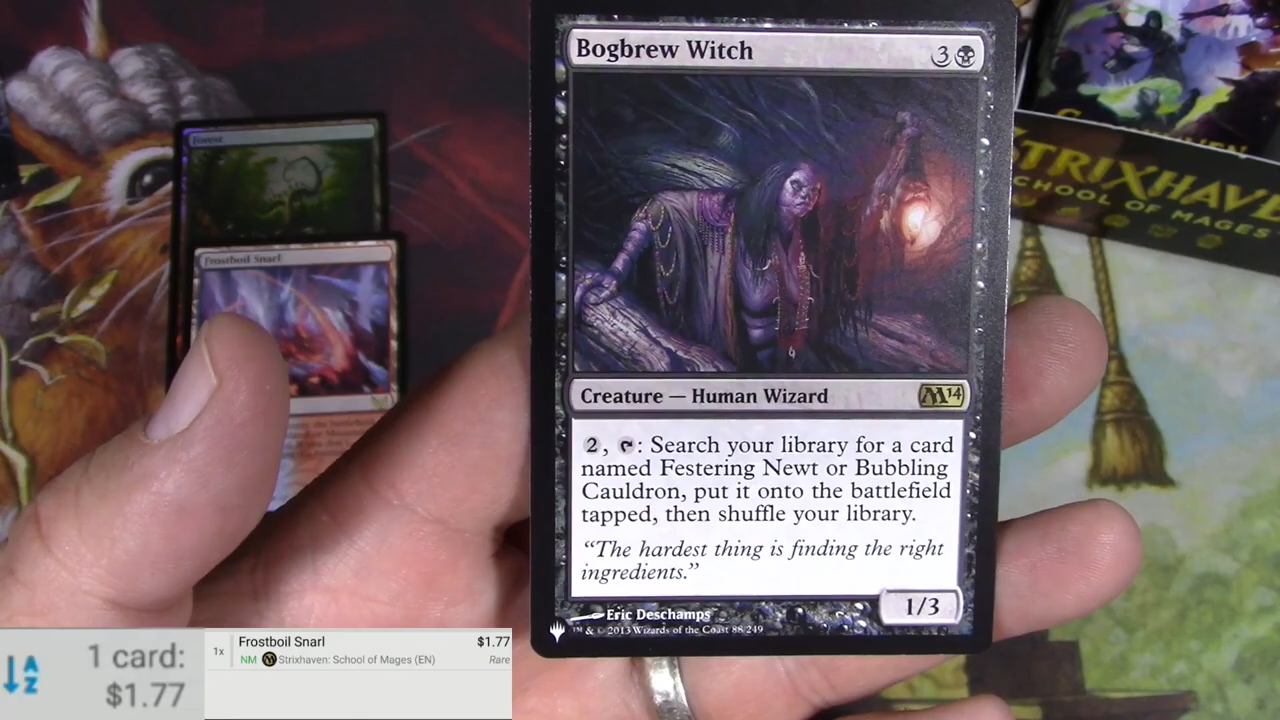 Bogbrew Witch
3
Forest
Frostboil Snarl
Creature — Human Wizard
M14
2, : Search your library for a card
named Festering Newt or Bubbling
Cauldron, put it onto the battlefield
tapped, then shuffle your library.
“The hardest thing is finding the right
ingredients.”
1/3
Eric Deschamps
™ & © 2013 Wizards of the Coast 88/249
STRIXHAVE
SCHOOL OF MAGES
A
Z
1 card:
$1.77
1x
Frostboil Snarl
$1.77
NM Strixhaven: School of Mages (EN)
Rare